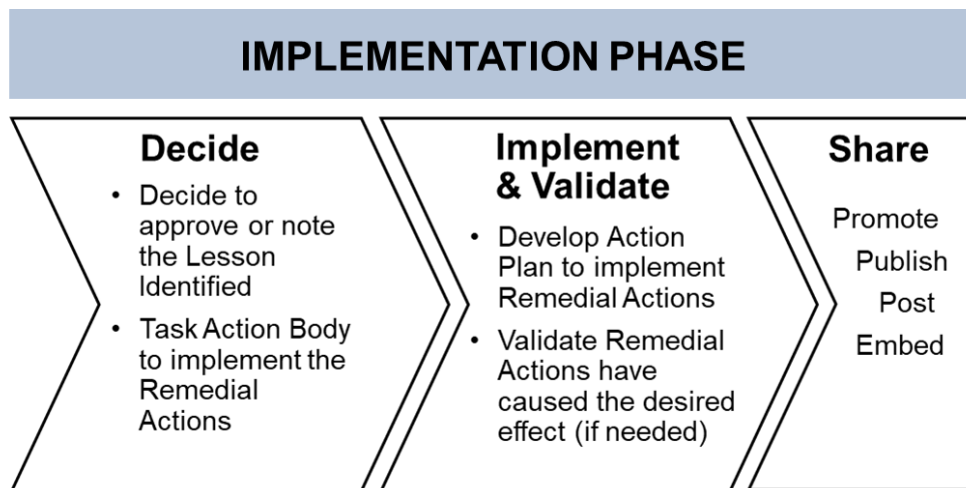 IMPLEMENTATION PHASE
Decide
• Decide to
approve or note
the Lesson
Identified
• Task Action Body
to implement the
Remedial
Actions
Implement
& Validate
• Develop Action
Plan to implement
Remedial Actions
• Validate Remedial
Actions have
caused the desired
effect (if needed)
Share
Promote
Publish
Post
Embed